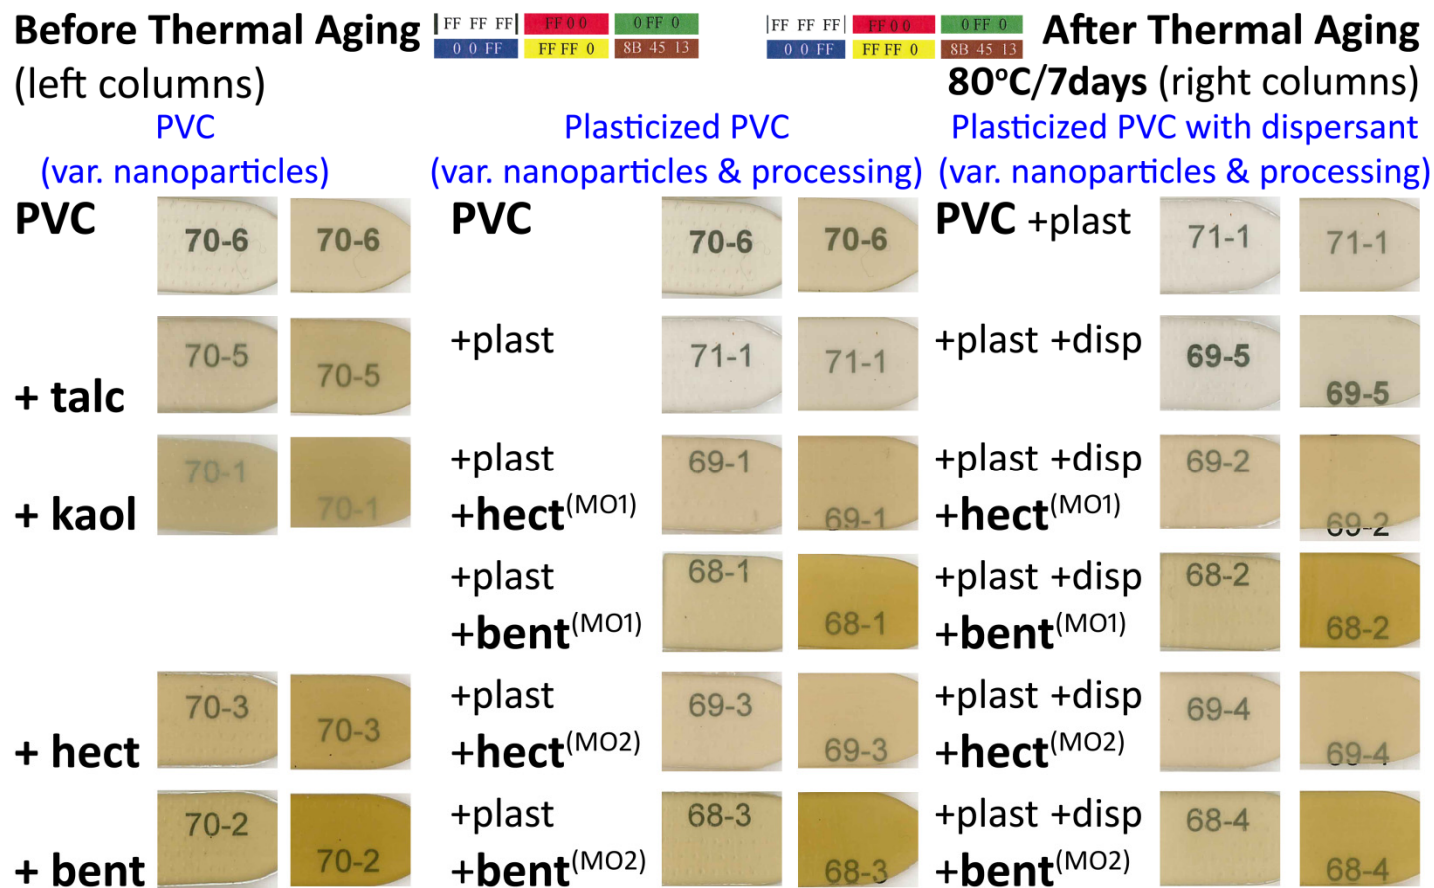 Before Thermal Aging
(left columns)
FF FF FF
FF 0 0
0 FF 0
0 0 FF
FF FF 0
8B 45 13
FF FF FF
FF 0 0
0 FF 0
0 0 FF
FF FF 0
8B 45 13
After Thermal Aging
80°C/7days (right columns)
PVC
(var. nanoparticles)
Plasticized PVC
(var. nanoparticles & processing)
Plasticized PVC with dispersant
(var. nanoparticles & processing)
PVC
70-6
70-6
+ talc
70-5
70-5
+ kaol
70-1
70-1
+ hect
70-3
70-3
+ bent
70-2
70-2
PVC
70-6
70-6
+plast
71-1
71-1
+plast
+hect(MO1)
69-1
69-1
+plast
+bent(MO1)
68-1
68-1
+plast
+hect(MO2)
69-3
69-3
+plast
+bent(MO2)
68-3
68-3
PVC +plast
71-1
71-1
+plast +disp
69-5
69-5
+plast +disp
+hect(MO1)
69-2
69-2
+plast +disp
+bent(MO1)
68-2
68-2
+plast +disp
+hect(MO2)
69-4
69-4
+plast +disp
+bent(MO2)
68-4
68-4